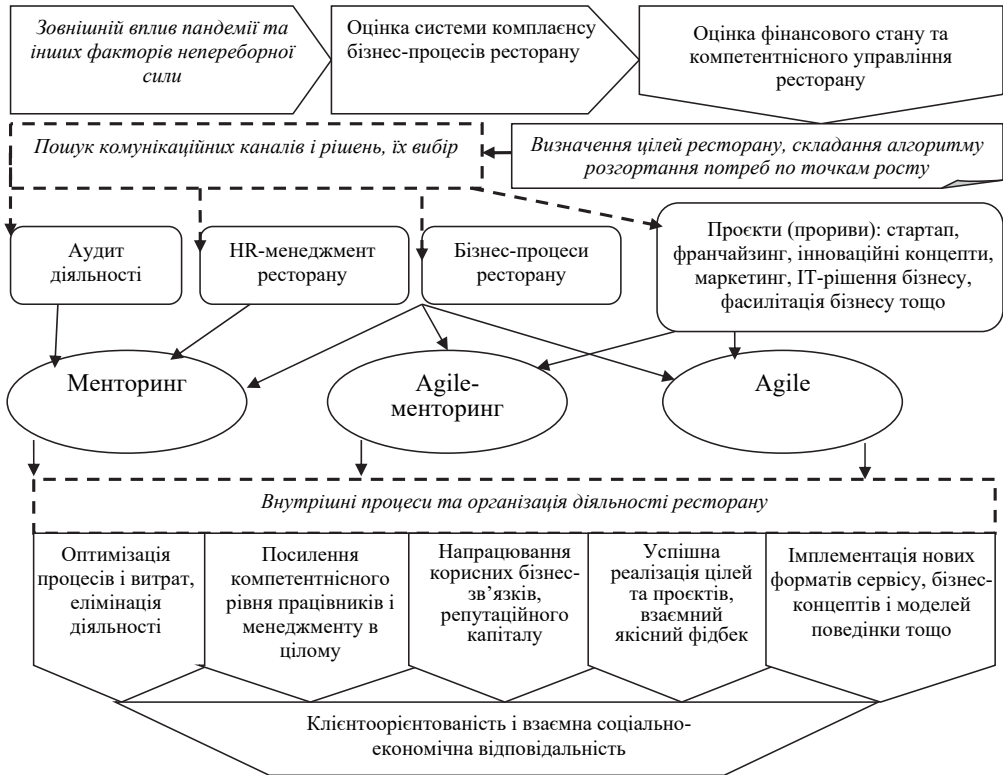 Зовнішній вплив пандемії та
інших факторів непереборної
сили
Оцінка системи комплаєнсу
бізнес-процесів ресторану
Оцінка фінансового стану та
компетентнісного управління
ресторану
Пошук комунікаційних каналів і рішень, їх вибір
Визначення цілей ресторану, складання алгоритму
розгортання потреб по точкам росту
Аудит
діяльності
HR-менеджмент
ресторану
Бізнес-процеси
ресторану
Проєкти (прориви): стартап,
франчайзинг, інноваційні концепти,
маркетинг, ІТ-рішення бізнесу,
фасилітація бізнесу тощо
Менторинг
Agile-
менторинг
Agile
Внутрішні процеси та організація діяльності ресторану
Оптимізація
процесів і витрат,
елімінація
діяльності
Посилення
компетентнісного
рівня працівників і
менеджменту в
цілому
Напрацювання
корисних бізнес-
зв’язків,
репутаційного
капіталу
Успішна
реалізація цілей
та проєктів,
взаємний
якісний фідбек
Імплементація нових
форматів сервісу, бізнес-
концептів і моделей
поведінки тощо
Клієнтоорієнтованість і взаємна соціально-
економічна відповідальність